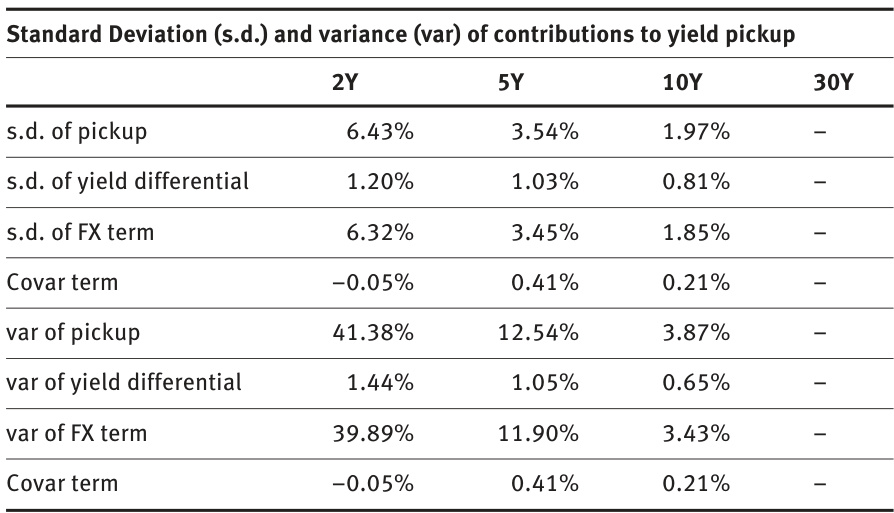 Standard Deviation (s.d.) and variance (var) of contributions to yield pickup
2Y 5Y 10Y 30Y
s.d. of pickup 6.43% 3.54% 1.97% –
s.d. of yield differential 1.20% 1.03% 0.81% –
s.d. of FX term 6.32% 3.45% 1.85% –
Covar term –0.05% 0.41% 0.21% –
var of pickup 41.38% 12.54% 3.87% –
var of yield differential 1.44% 1.05% 0.65% –
var of FX term 39.89% 11.90% 3.43% –
Covar term –0.05% 0.41% 0.21% –